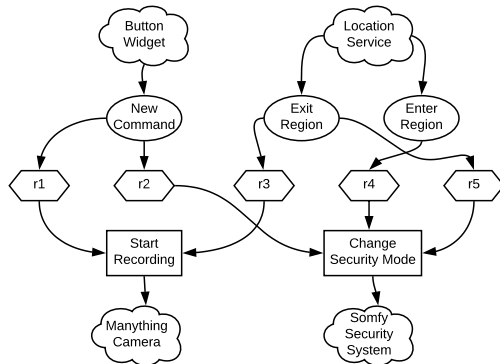 Button
Widget
Location
Service
New
Command
Exit
Region
Enter
Region
r1
r2
r3
r4
r5
Start
Recording
Change
Security Mode
Manything
Camera
Somfy
Security
System